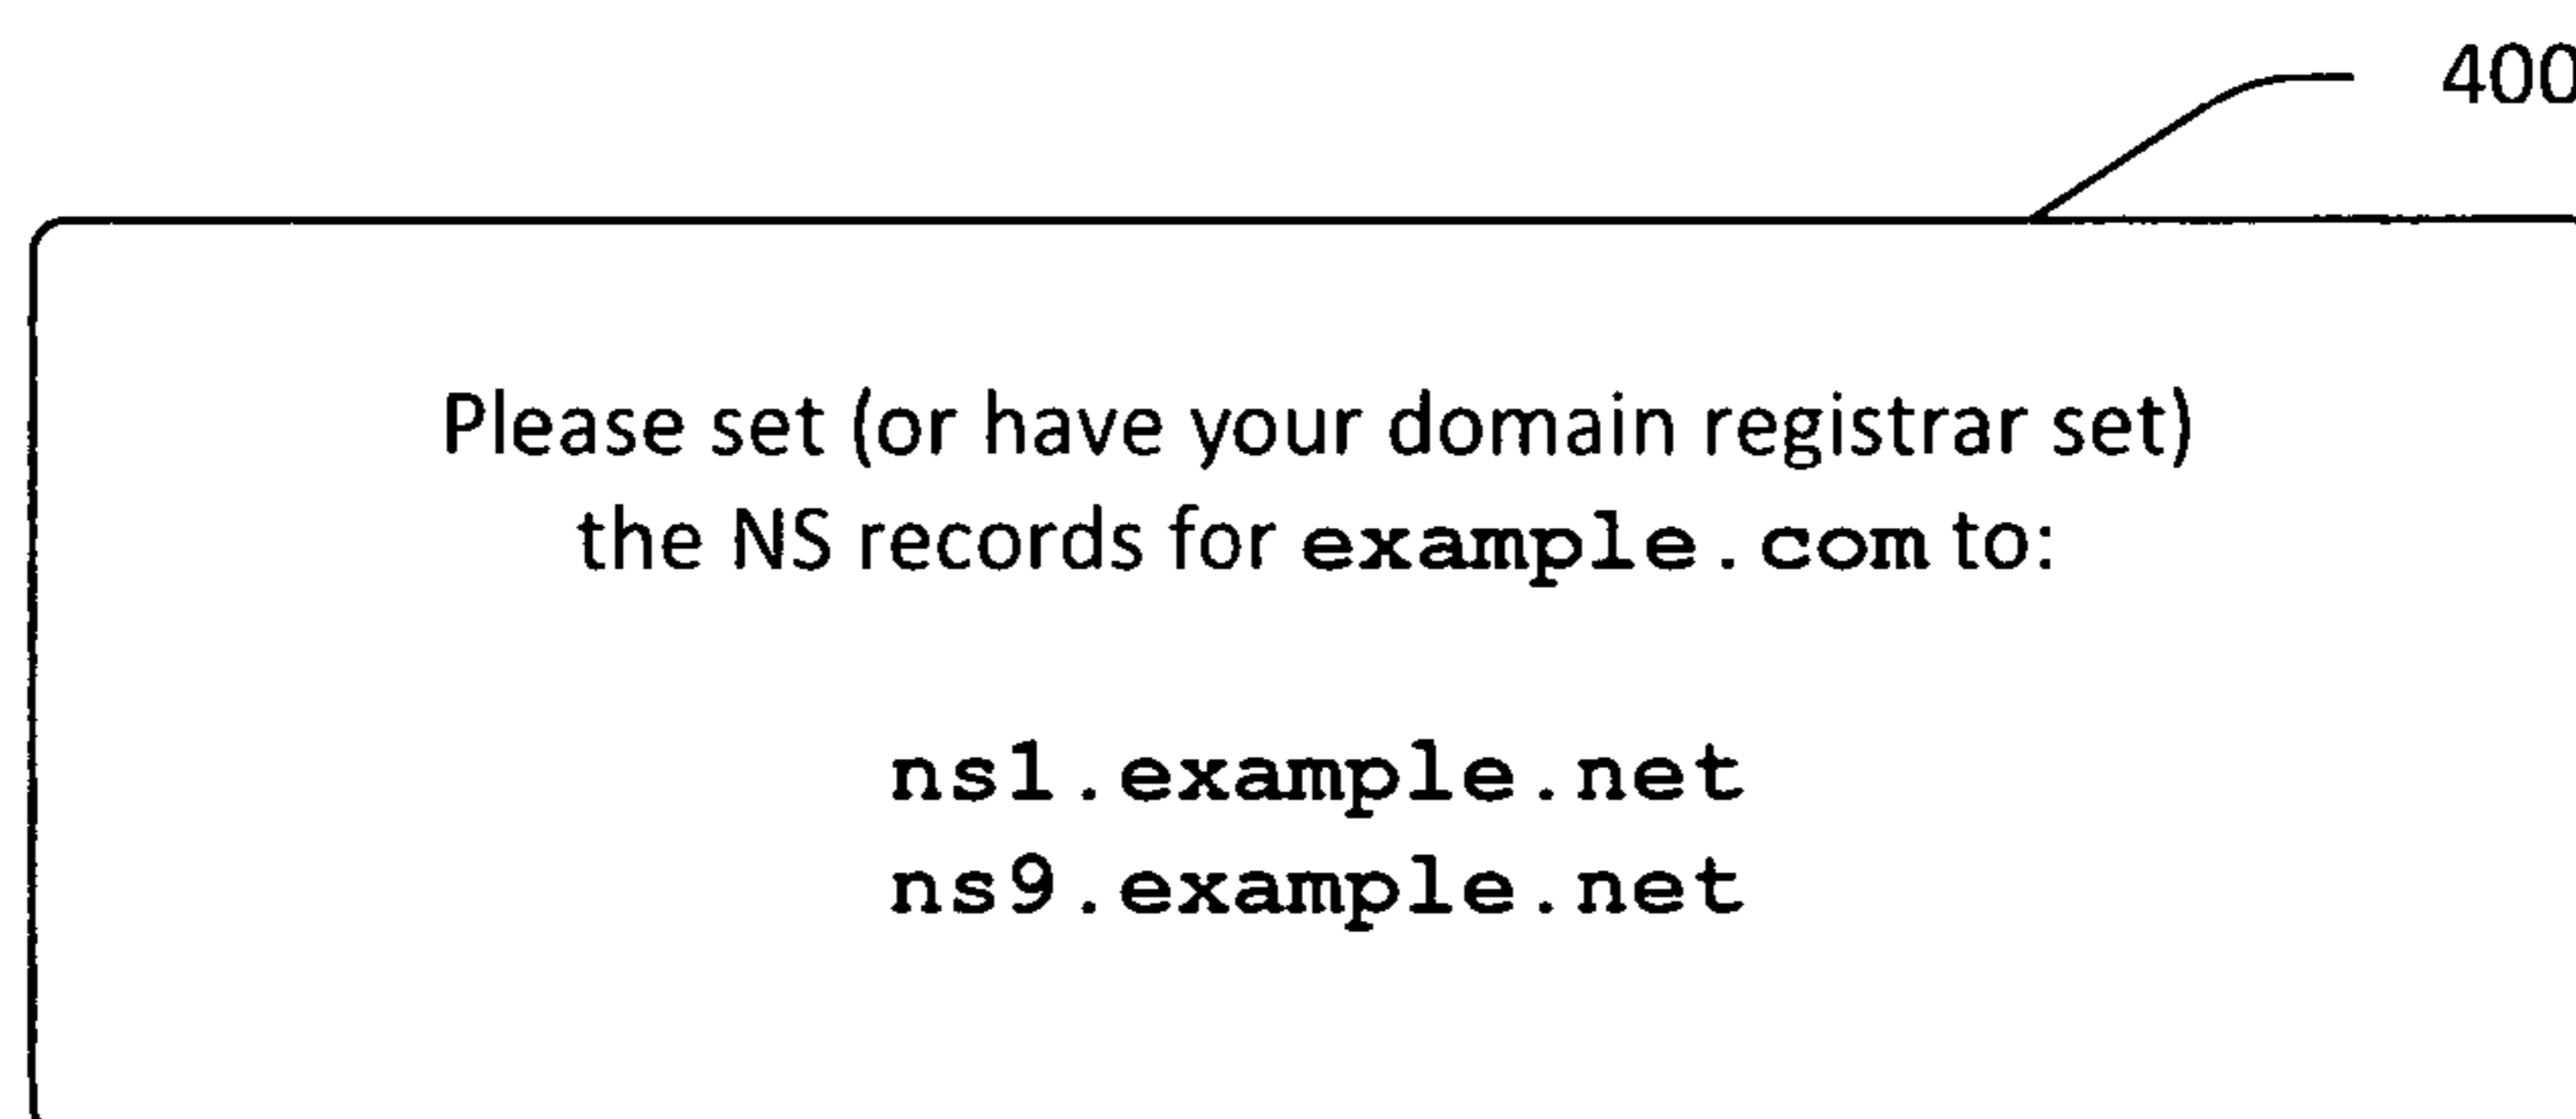 400
Please set (or have your domain registrar set)
the NS records for example.com to:
ns1.example.net
ns9.example.net